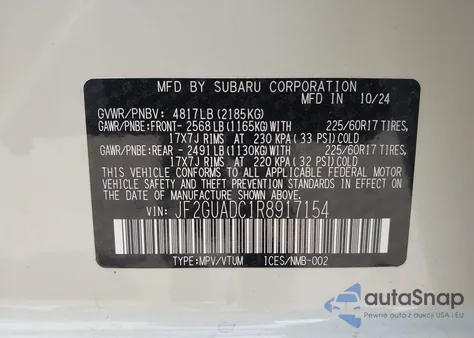 MFD BY SUBARU CORPORATION
MFD IN 10/24
GVWR/PNBV: 4817LB (2185KG)
GAWR/PNBE:FRONT- 2568LB(1165KG)WITH 225/60R17 TIRES,
17X7J RIMS AT 230 KPA(33 PSI)COLD
GAWR/PNBE:REAR - 2491LB(1130KG)WITH 225/60R17 TIRES,
17X7J RIMS AT 220 KPA(32 PSI)COLD
THIS VEHICLE CONFORMS TO ALL APPLICABLE FEDERAL MOTOR
VEHICLE SAFETY, BUMPER, AND THEFT PREVENTION STANDARDS
IN EFFECT ON THE DATE OF MANUFACTURE SHOWN ABOVE.
VIN: JF2GUADC1R8917154
TYPE:MPV/VTUM ICES/NMB-002
autaSnap
Pewne auta z USA i EU